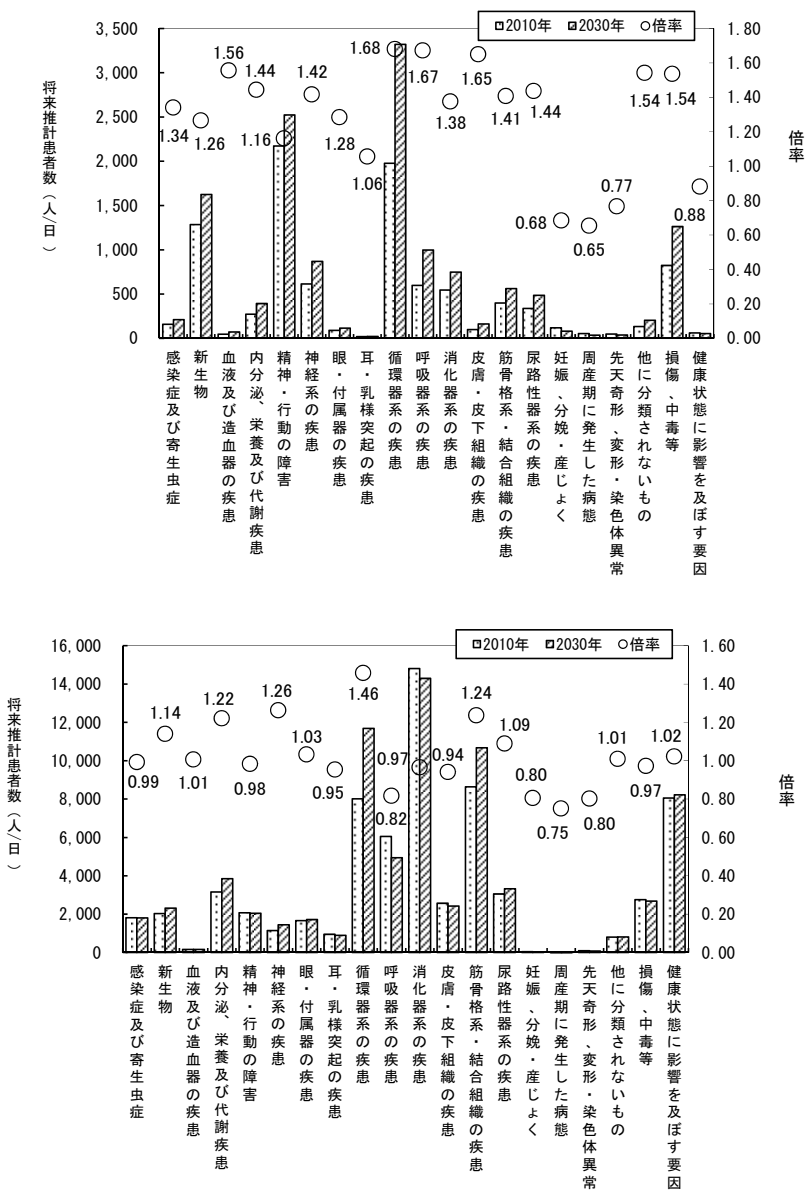 2010年 2030年 倍率
3,500
3,000
2,500
2,000
1,500
1,000
500
0
将来推計患者数(人/日)
1.80
1.60
1.40
1.20
1.00
0.80
0.60
0.40
0.20
0.00
倍率
1.34
1.26
1.56
1.44
1.16
1.42
1.28
1.06
1.68
1.67
1.38
1.65
1.41
1.44
0.68
0.65
0.77
1.54
1.54
0.88
感染症及び寄生虫症
新生物
血液及び造血器の疾患
内分泌、栄養及び代謝疾患
精神・行動の障害
神経系の疾患
眼・付属器の疾患
耳・乳様突起の疾患
循環器系の疾患
呼吸器系の疾患
消化器系の疾患
皮膚・皮下組織の疾患
筋骨格系・結合組織の疾患
尿路性器系の疾患
妊娠、分娩・産じょく
周産期に発生した病態
先天奇形、変形・染色体異常
他に分類されないもの
損傷、中毒等
健康状態に影響を及ぼす要因
2010年 2030年 倍率
16,000
14,000
12,000
10,000
8,000
6,000
4,000
2,000
0
将来推計患者数(人/日)
1.60
1.40
1.20
1.00
0.80
0.60
0.40
0.20
0.00
倍率
0.99
1.14
1.01
1.22
0.98
1.26
1.03
0.95
1.46
0.82
0.97
0.94
1.24
1.09
0.80
0.75
0.80
1.01
0.97
1.02
感染症及び寄生虫症
新生物
血液及び造血器の疾患
内分泌、栄養及び代謝疾患
精神・行動の障害
神経系の疾患
眼・付属器の疾患
耳・乳様突起の疾患
循環器系の疾患
呼吸器系の疾患
消化器系の疾患
皮膚・皮下組織の疾患
筋骨格系・結合組織の疾患
尿路性器系の疾患
妊娠、分娩・産じょく
周産期に発生した病態
先天奇形、変形・染色体異常
他に分類されないもの
損傷、中毒等
健康状態に影響を及ぼす要因